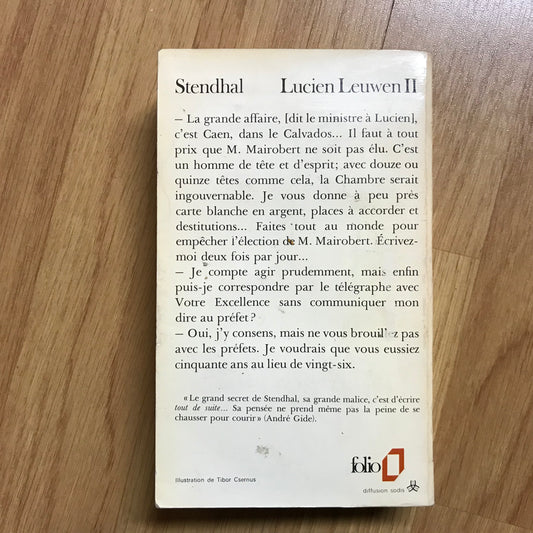 Stendhal Lucien Leuwen II
— La grande affaire, [dit le ministre à Lucien],
c'est Caen, dans le Calvados... Il faut à tout
prix que M. Mairobert ne soit pas élu. C'est
un homme de tête et d'esprit; avec douze ou
quinze têtes comme cela, la Chambre serait
ingouvernable. Je vous donne à peu près
carte blanche en argent, places à accorder et
destitutions... Faites tout au monde pour
empêcher l'élection de M. Mairobert. Écrivez-
moi deux fois par jour...
— Je compte agir prudemment, mais enfin
puis-je correspondre par le télégraphe avec
Votre Excellence sans communiquer mon
dire au préfet?
— Oui, j'y consens, mais ne vous brouillez pas
avec les préfets. Je voudrais que vous eussiez
cinquante ans au lieu de vingt-six.
« Le grand secret de Stendhal, sa grande malice, c'est d'écrire
tout de suite... Sa pensée ne prend même pas la peine de se
chausser pour courir » (André Gide).
folio
Illustration de Tibor Csernus
diffusion sodis